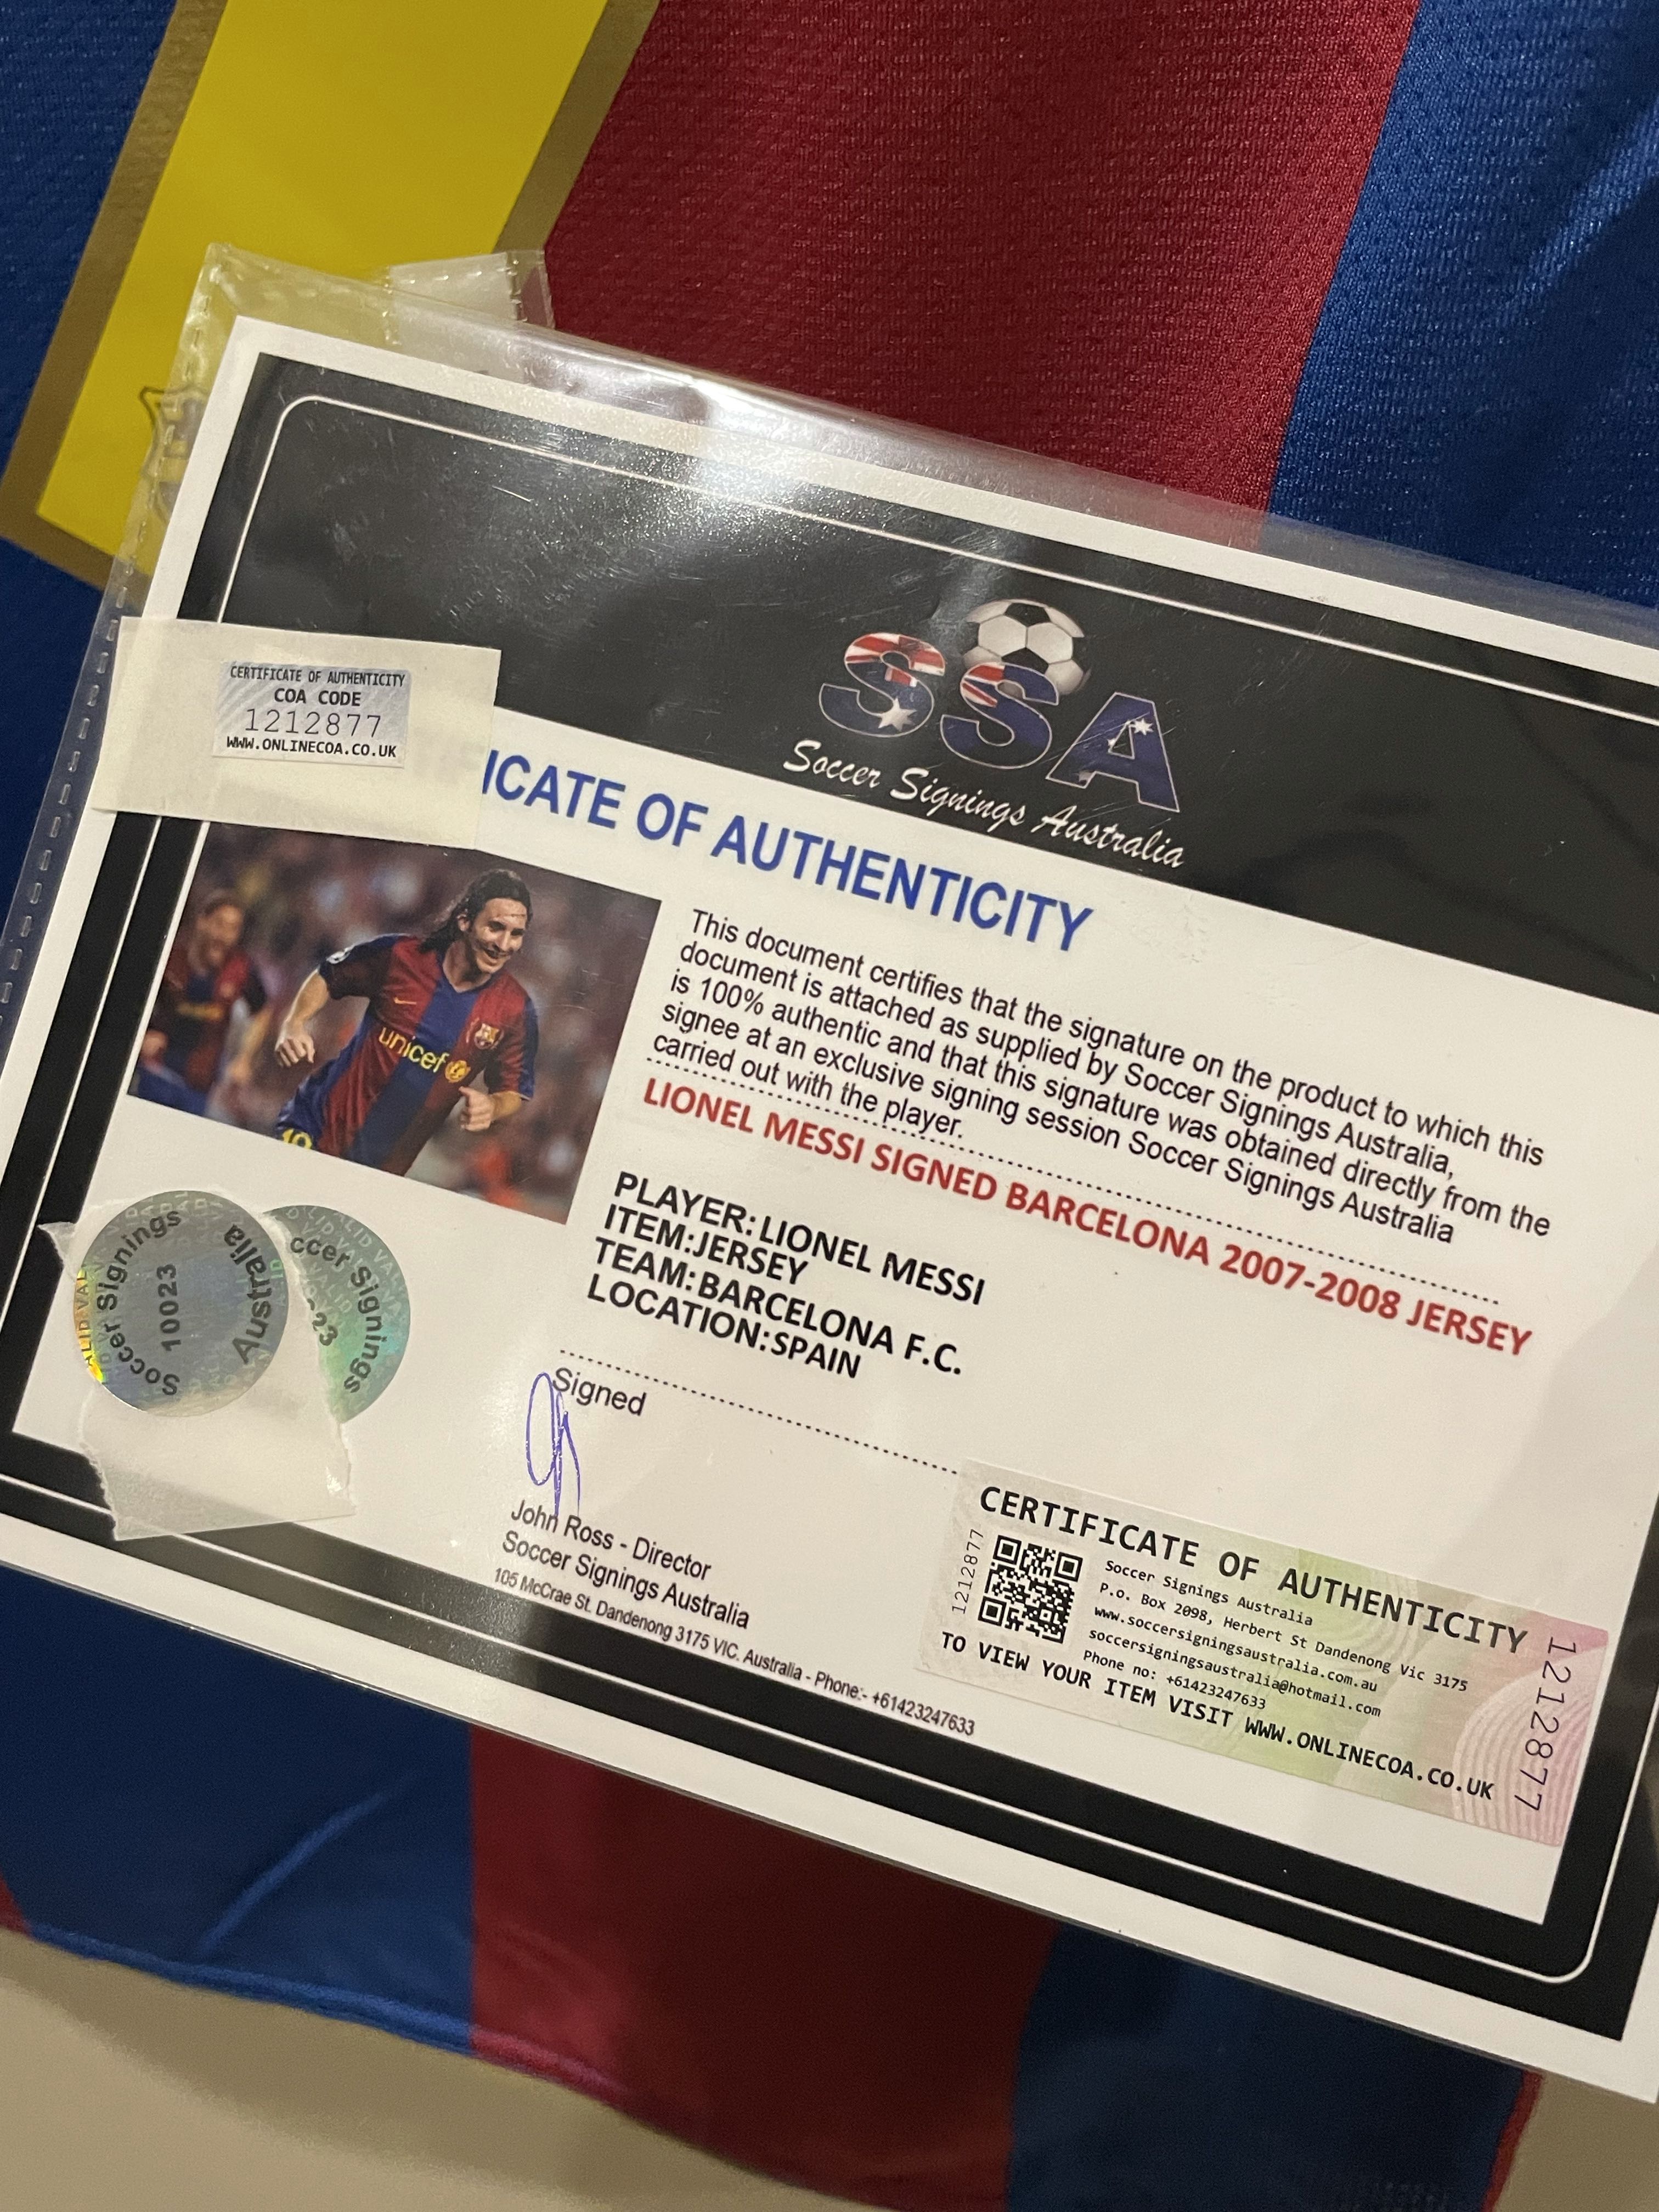 SSA
Soccer Signings Australia
CERTIFICATE OF AUTHENTICITY
COA CODE
1212877
WWW.ONLINECOA.CO.UK
ICATE OF AUTHENTICITY
unicef
10
This document certifies that the signature on the product to which this
document is attached as supplied by Soccer Signings Australia,
is 100% authentic and that this signature was obtained directly from the
signee at an exclusive signing session Soccer Signings Australia
carried out with the player.
LIONEL MESSI SIGNED BARCELONA 2007-2008 JERSEY
PLAYER:LIONEL MESSI
ITEM:JERSEY
TEAM:BARCELONA F.C.
LOCATION:SPAIN
Soccer Signings
Australia
10023
ccer Signings
23
Signed
John Ross - Director
Soccer Signings Australia
105 McCrae St. Dandenong 3175 VIC. Australia - Phone:- +61423247633
CERTIFICATE OF AUTHENTICITY
1212877
Soccer Signings Australia
P.o. Box 2098, Herbert St Dandenong Vic 3175
www.soccersigningsaustralia.com.au
soccersigningsaustralia@hotmail.com
Phone no: +61423247633
TO VIEW YOUR ITEM VISIT WWW.ONLINECOA.CO.UK
1212877